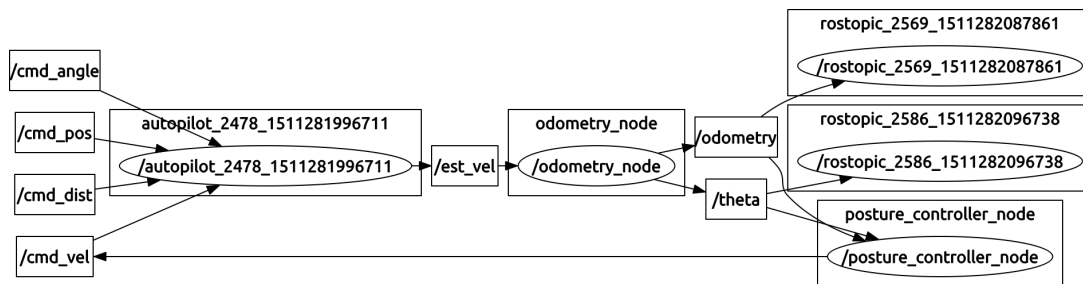 /cmd_angle
/cmd_pos
/cmd_dist
/cmd_vel
autopilot_2478_1511281996711
/autopilot_2478_1511281996711
/est_vel
odometry_node
/odometry_node
/odometry
/theta
rostopic_2569_1511282087861
/rostopic_2569_1511282087861
rostopic_2586_1511282096738
/rostopic_2586_1511282096738
posture_controller_node
/posture_controller_node